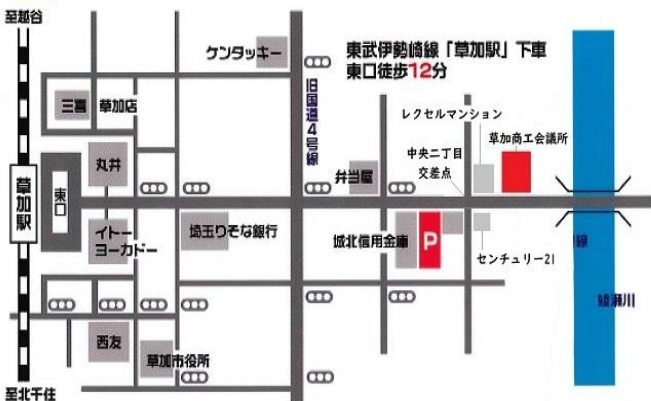 至越谷
ケンタッキー
東武伊勢崎線「草加駅」下車
東口徒歩12分
三喜 草加店
旧国道4号線
レクセルマンション
草加商工会議所
丸井
中央二丁目
交差点
弁当屋
草加駅
東口
イトー
ヨーカドー
埼玉りそな銀行
城北信用金庫
P
センチュリー21
線
綾瀬川
西友
草加市役所
至北千住